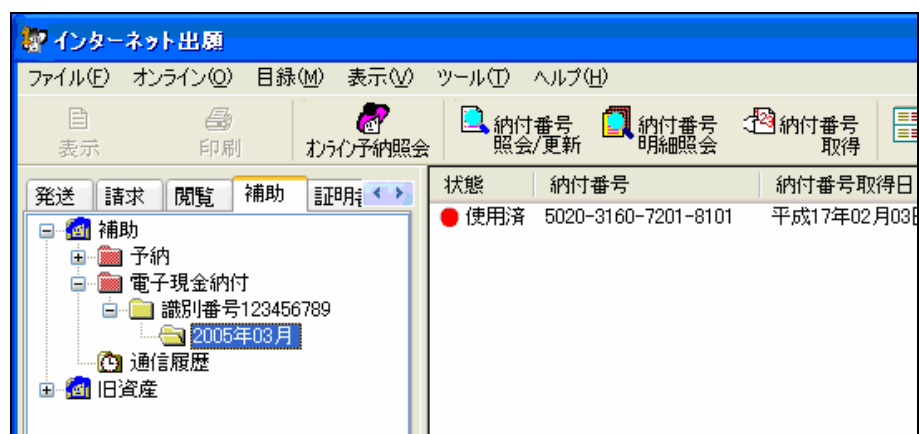 インターネット出願
ファイル(F) オンライン(O) 目録(M) 表示(V) ツール(T) ヘルプ(H)
表示 印刷 オンライン予納照会 納付番号照会/更新 納付番号明細照会 納付番号取得
発送 請求 閲覧 補助 証明
状態 納付番号 納付番号取得日
使用済 5020-3160-7201-8101 平成17年02月03日
補助
予納
電子現金納付
識別番号123456789
2005年03月
通信履歴
旧資産